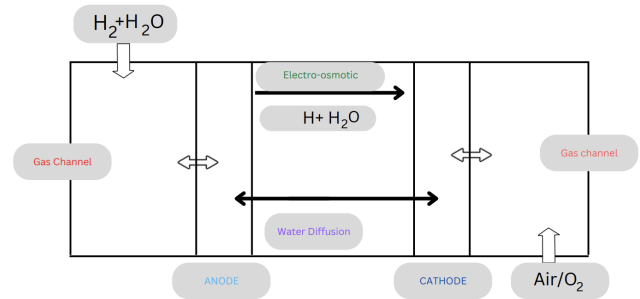 H₂+H₂O
Electro-osmotic
H+ H₂O
Gas Channel
Gas channel
Water Diffusion
ANODE
CATHODE
Air/O₂